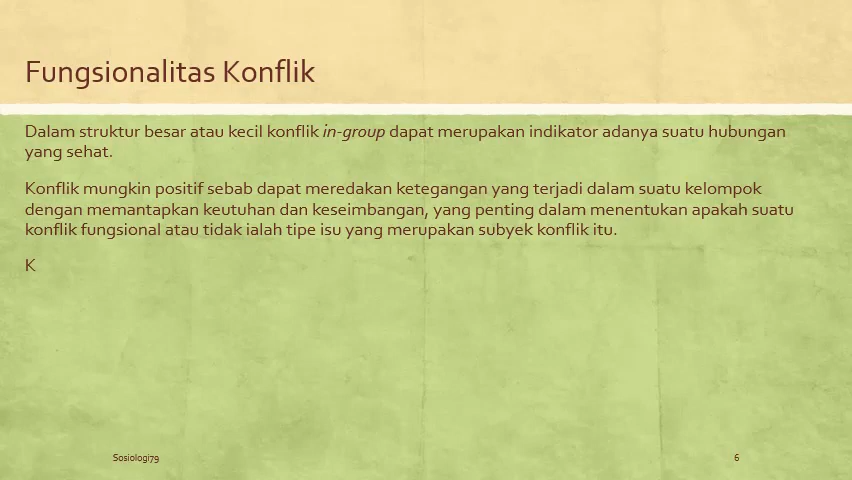 Fungsionalitas Konflik
Dalam struktur besar atau kecil konflik in-group dapat merupakan indikator adanya suatu hubungan
yang sehat.
Konflik mungkin positif sebab dapat meredakan ketegangan yang terjadi dalam suatu kelompok
dengan memantapkan keutuhan dan keseimbangan, yang penting dalam menentukan apakah suatu
konflik fungsional atau tidak ialah tipe isu yang merupakan subyek konflik itu.
K
Sosiologi79
6